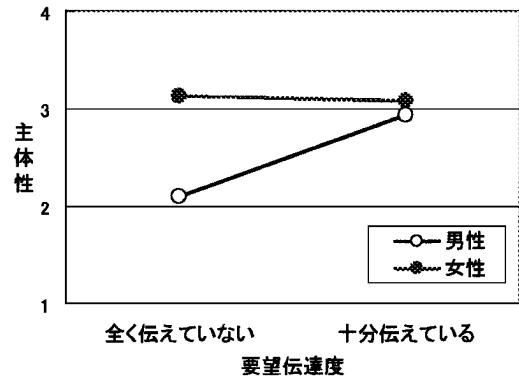 4
3
2
1
主体性
男性
女性
全く伝えていない 十分伝えている
要望伝達度